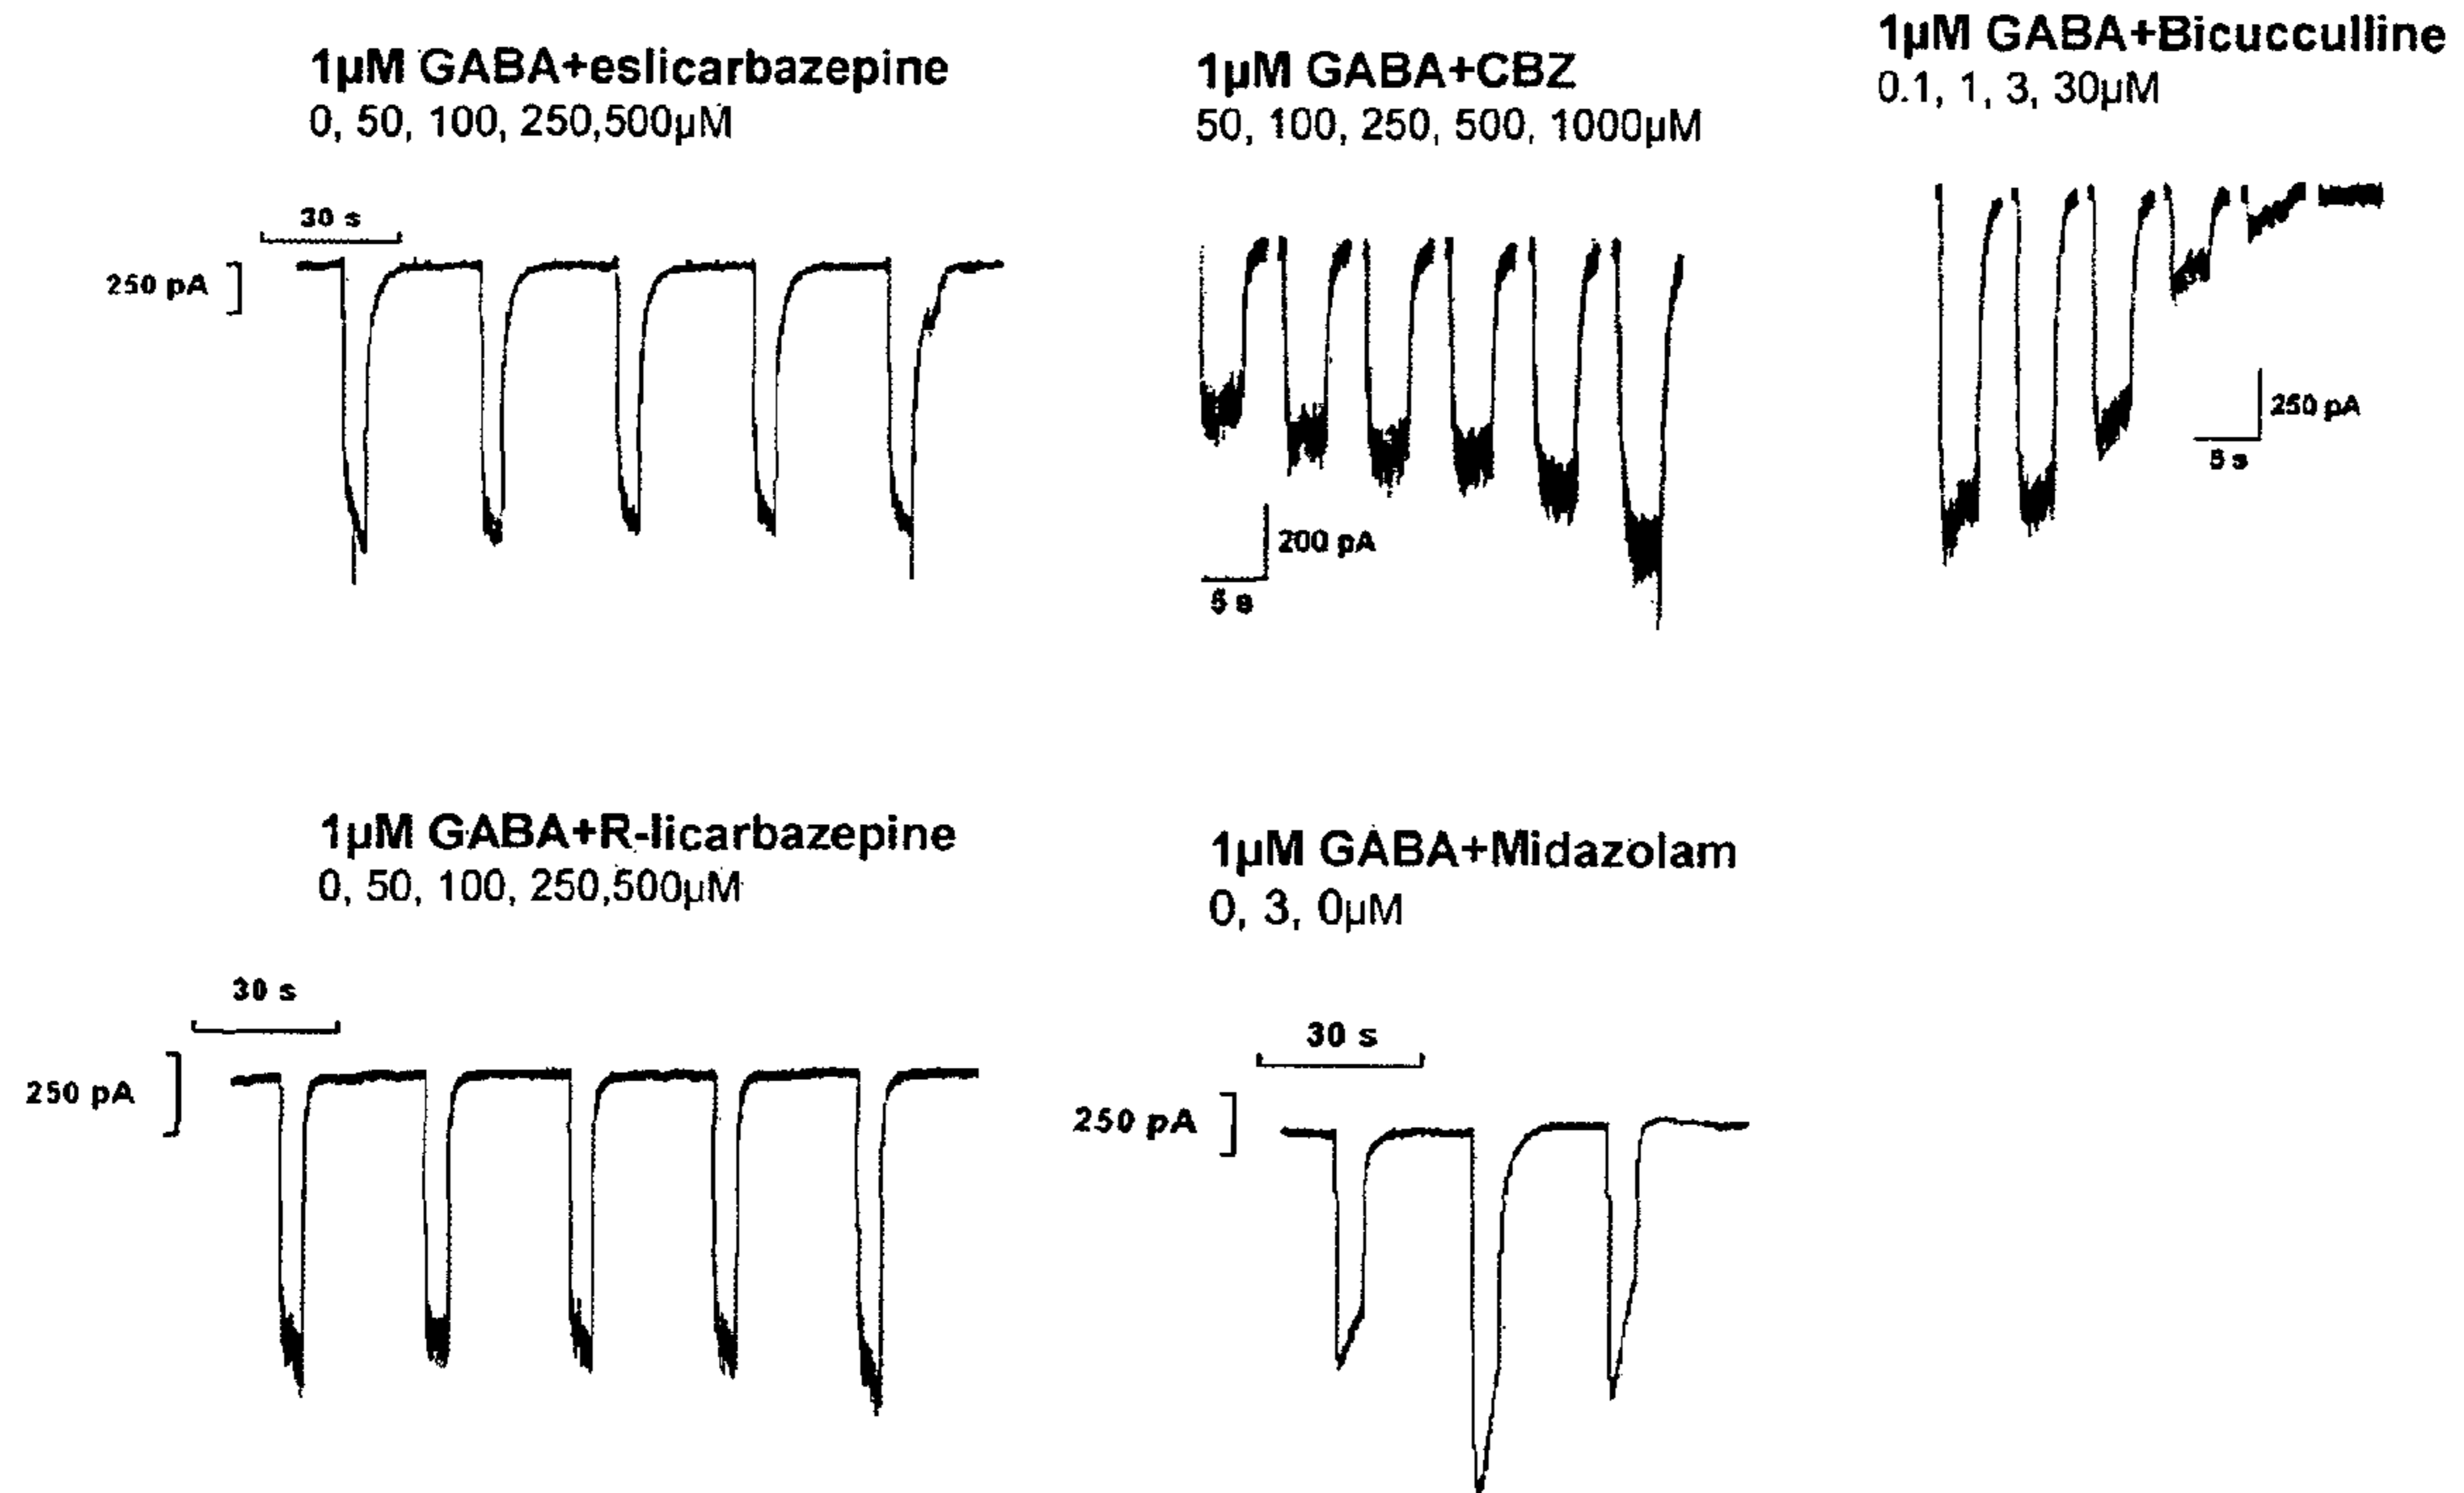 1µM GABA+eslicarbazepine
0, 50, 100, 250,500µM
30 s
250 pA
1µM GABA+CBZ
50, 100, 250, 500, 1000µM
200 pA
5 s
1µM GABA+Bicucculline
0.1, 1, 3, 30µM
250 pA
5 s
1µM GABA+R-licarbazepine
0, 50, 100, 250,500µM
30 s
250 pA
1µM GABA+Midazolam
0, 3, 0µM
30 s
250 pA